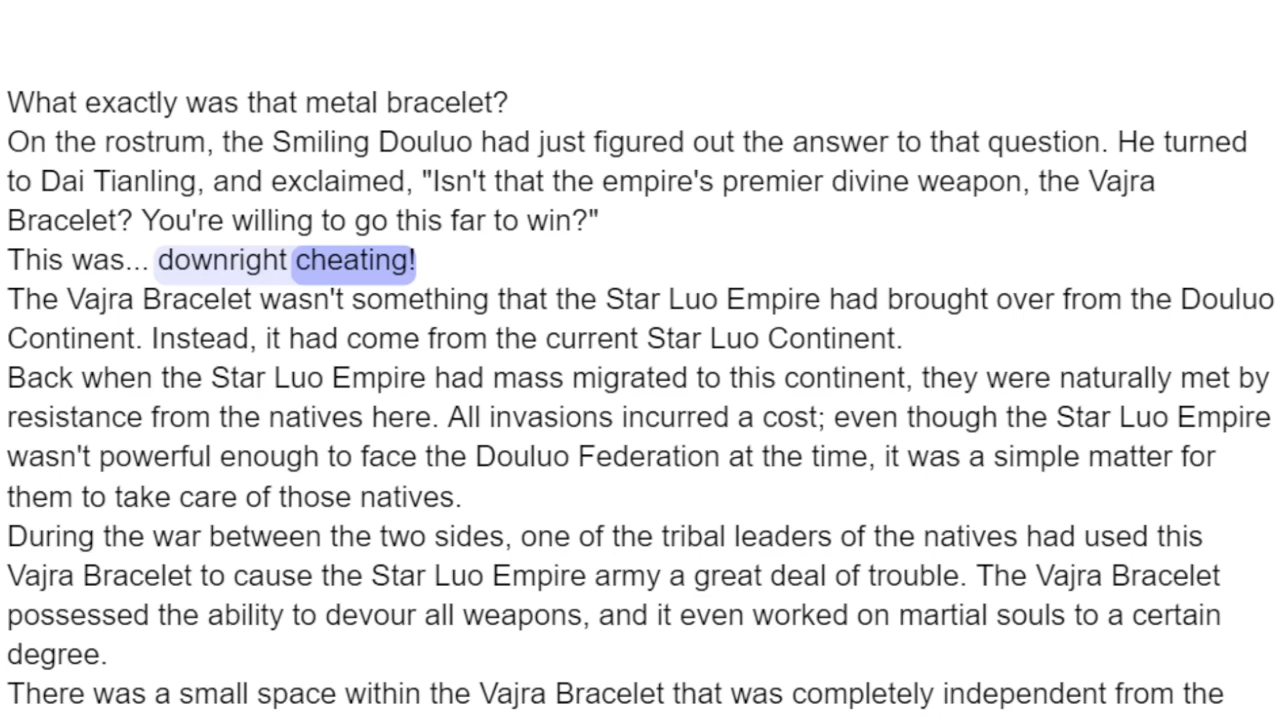 What exactly was that metal bracelet?
On the rostrum, the Smiling Douluo had just figured out the answer to that question. He turned
to Dai Tianling, and exclaimed, "Isn't that the empire's premier divine weapon, the Vajra
Bracelet? You're willing to go this far to win?"
This was... downright cheating!
The Vajra Bracelet wasn't something that the Star Luo Empire had brought over from the Douluo
Continent. Instead, it had come from the current Star Luo Continent.
Back when the Star Luo Empire had mass migrated to this continent, they were naturally met by
resistance from the natives here. All invasions incurred a cost; even though the Star Luo Empire
wasn't powerful enough to face the Douluo Federation at the time, it was a simple matter for
them to take care of those natives.
During the war between the two sides, one of the tribal leaders of the natives had used this
Vajra Bracelet to cause the Star Luo Empire army a great deal of trouble. The Vajra Bracelet
possessed the ability to devour all weapons, and it even worked on martial souls to a certain
degree.
There was a small space within the Vajra Bracelet that was completely independent from the